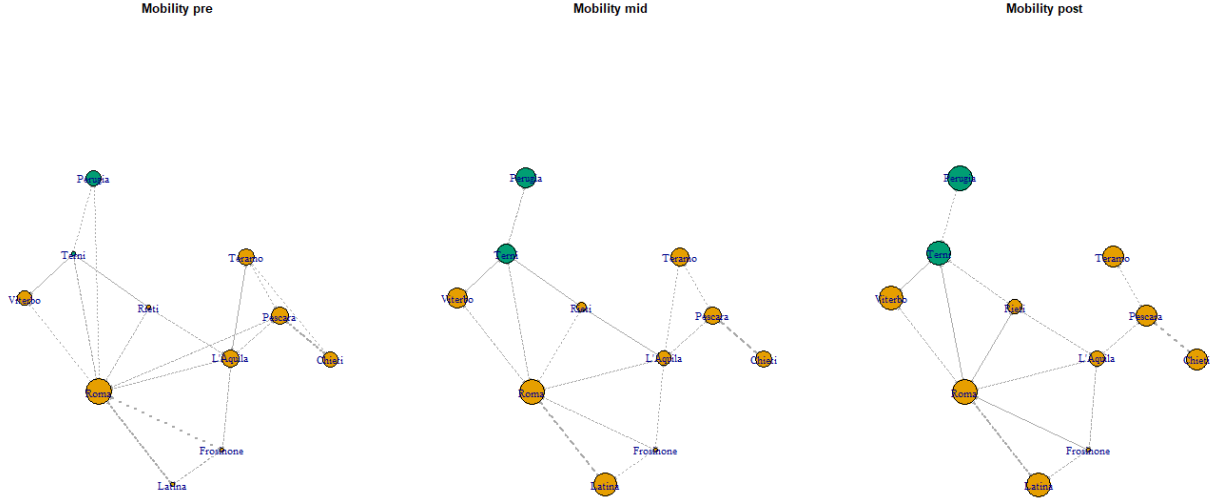 Mobility pre
Perugia
Terni
Teramo
Viterbo
Rieti
Pescara
L'Aquila
Chieti
Roma
Frosinone
Latina
Mobility mid
Perugia
Terni
Teramo
Viterbo
Rieti
Pescara
L'Aquila
Chieti
Roma
Frosinone
Latina
Mobility post
Perugia
Terni
Teramo
Viterbo
Rieti
Pescara
L'Aquila
Chieti
Roma
Frosinone
Latina